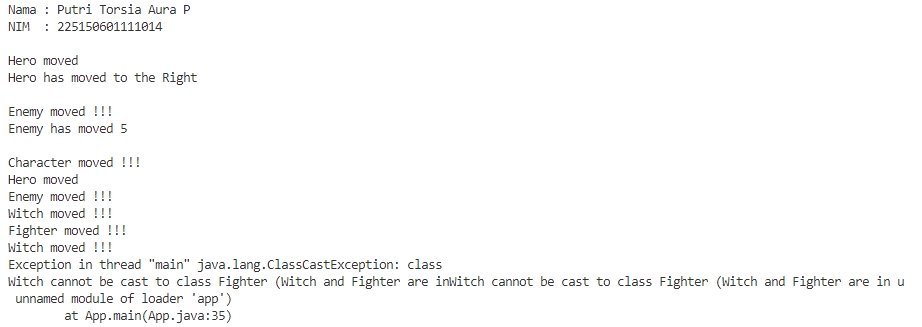 Nama : Putri Torsia Aura P
NIM  : 225150601111014
Hero moved
Hero has moved to the Right
Enemy moved !!!
Enemy has moved 5
Character moved !!!
Hero moved
Enemy moved !!!
Witch moved !!!
Fighter moved !!!
Witch moved !!!
Exception in thread "main" java.lang.ClassCastException: class
Witch cannot be cast to class Fighter (Witch and Fighter are inWitch cannot be cast to class Fighter (Witch and Fighter are in u
unnamed module of loader 'app')
at App.main(App.java:35)